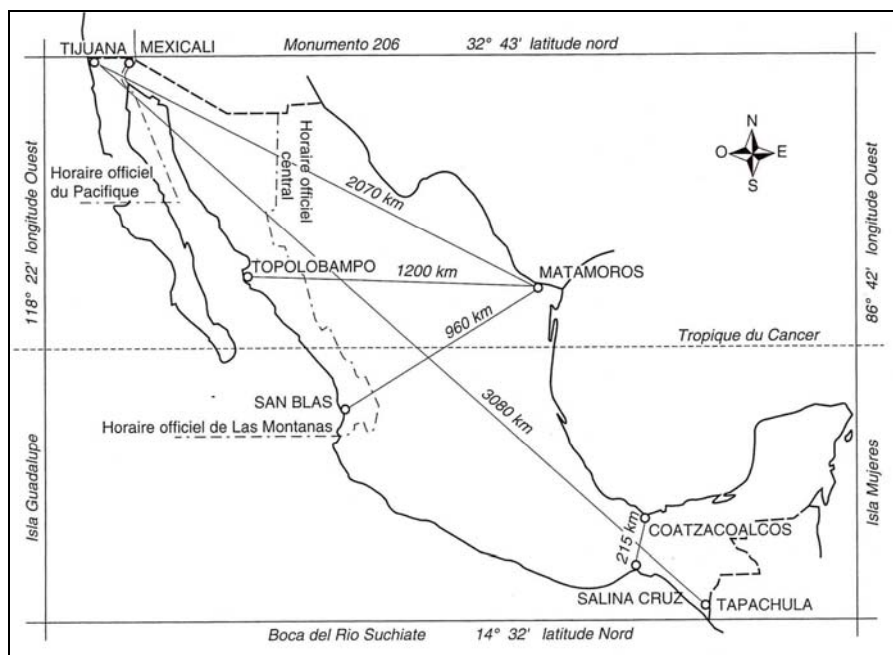 TIJUANA
MEXICALI
Monumento 206 32° 43' latitude nord
N
O
E
S
Horaire officiel
du Pacifique
Horaire officiel
central
118° 22' longitude Ouest
86° 42' longitude Ouest
2070 km
TOPOLOBAMPO
1200 km
MATAMOROS
960 km
Tropique du Cancer
SAN BLAS
3080 km
Horaire officiel de Las Montanas
Isla Guadalupe
Isla Mujeres
COATZACOALCOS
215 km
SALINA CRUZ
TAPACHULA
Boca del Rio Suchiate 14° 32' latitude Nord